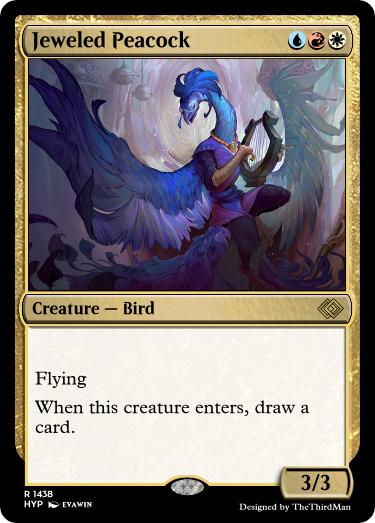 Jeweled Peacock
Creature — Bird
Flying
When this creature enters, draw a
card.
3/3
R 1438
HYP EVAWIN
Designed by TheThirdMan